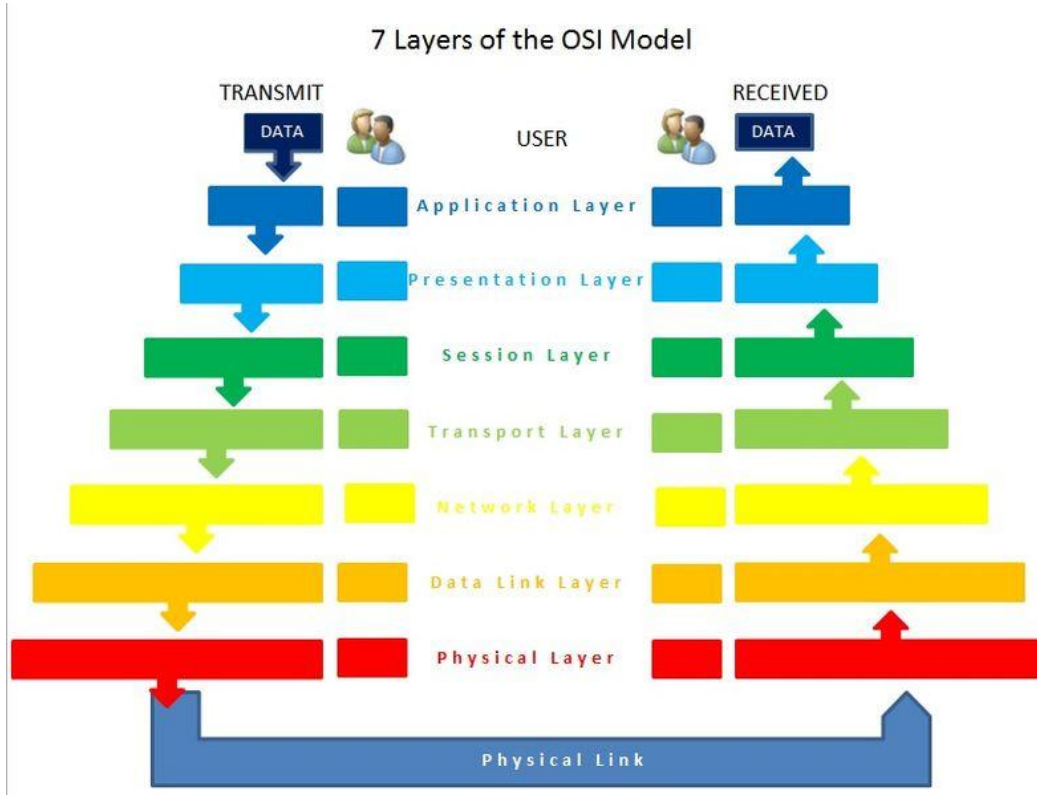 7 Layers of the OSI Model
TRANSMIT
RECEIVED
DATA
USER
DATA
Application Layer
Presentation Layer
Session Layer
Transport Layer
Network Layer
Data Link Layer
Physical Layer
Physical Link